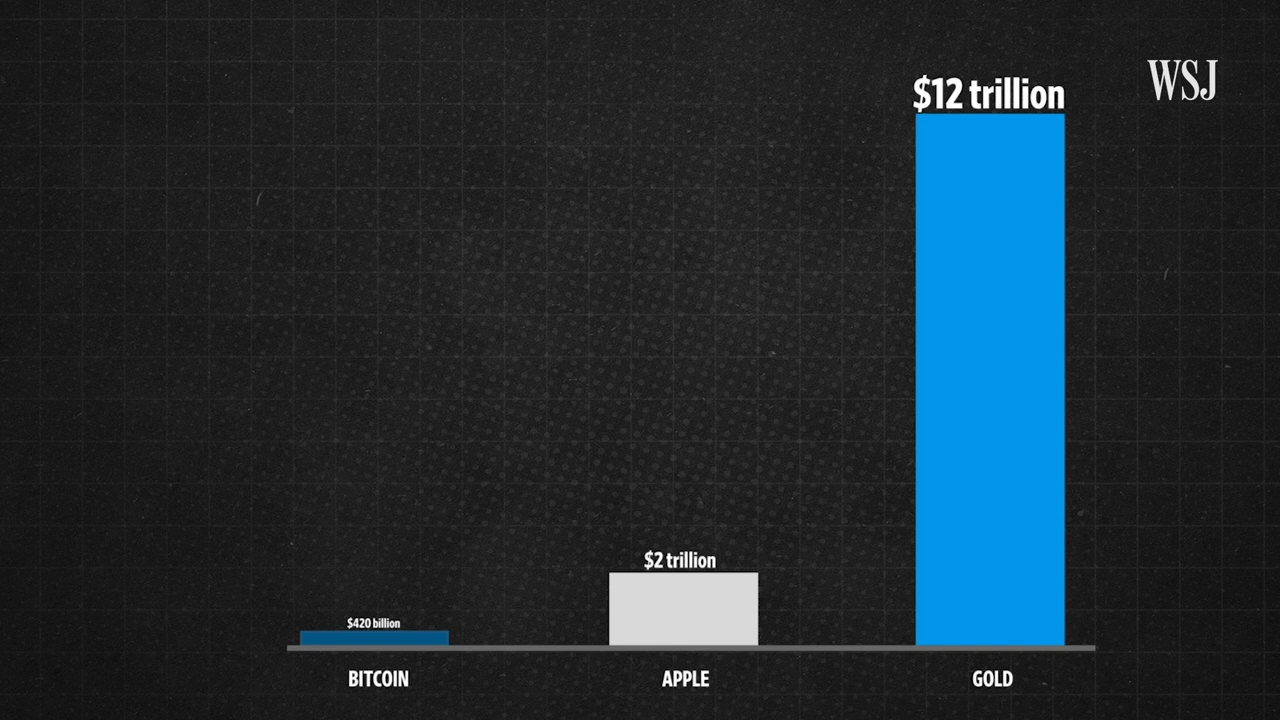 WSJ
$12 trillion
$2 trillion
$420 billion
BITCOIN
APPLE
GOLD